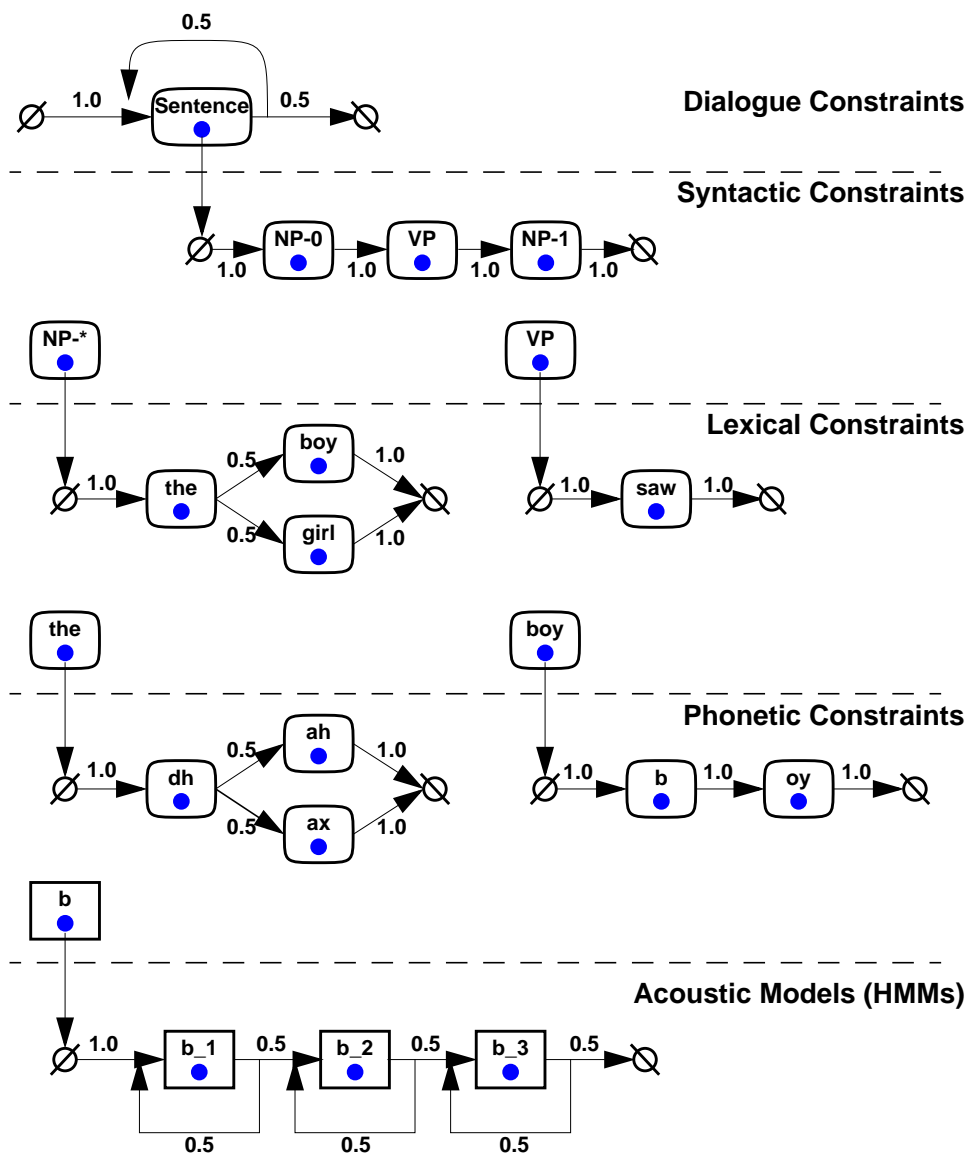 0.5
1.0 Sentence 0.5
Dialogue Constraints
Syntactic Constraints
NP-0 VP NP-1
1.0 1.0 1.0 1.0
NP-* VP
Lexical Constraints
boy
0.5 1.0
1.0 the
0.5 girl 1.0
1.0 saw 1.0
the boy
Phonetic Constraints
ah
0.5 1.0
1.0 dh
0.5 ax 1.0
1.0 b 1.0 oy 1.0
b
Acoustic Models (HMMs)
1.0 b_1 0.5 b_2 0.5 b_3 0.5
0.5 0.5 0.5